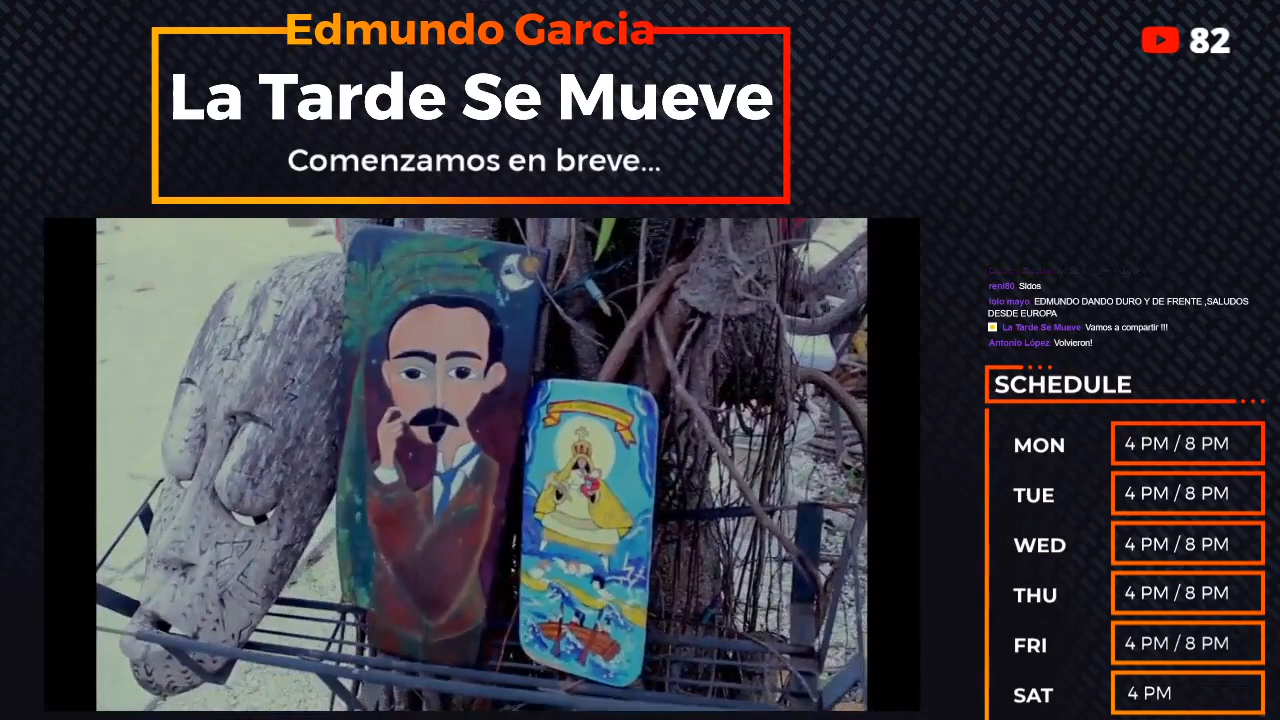 Edmundo Garcia
La Tarde Se Mueve
Comenzamos en breve...
82
reni80 Sldos
lolo mayo EDMUNDO DANDO DURO Y DE FRENTE ,SALUDOS
DESDE EUROPA
La Tarde Se Mueve Vamos a compartir !!!
Antonio López Volvieron!
SCHEDULE
MON 4 PM / 8 PM
TUE 4 PM / 8 PM
WED 4 PM / 8 PM
THU 4 PM / 8 PM
FRI 4 PM / 8 PM
SAT 4 PM